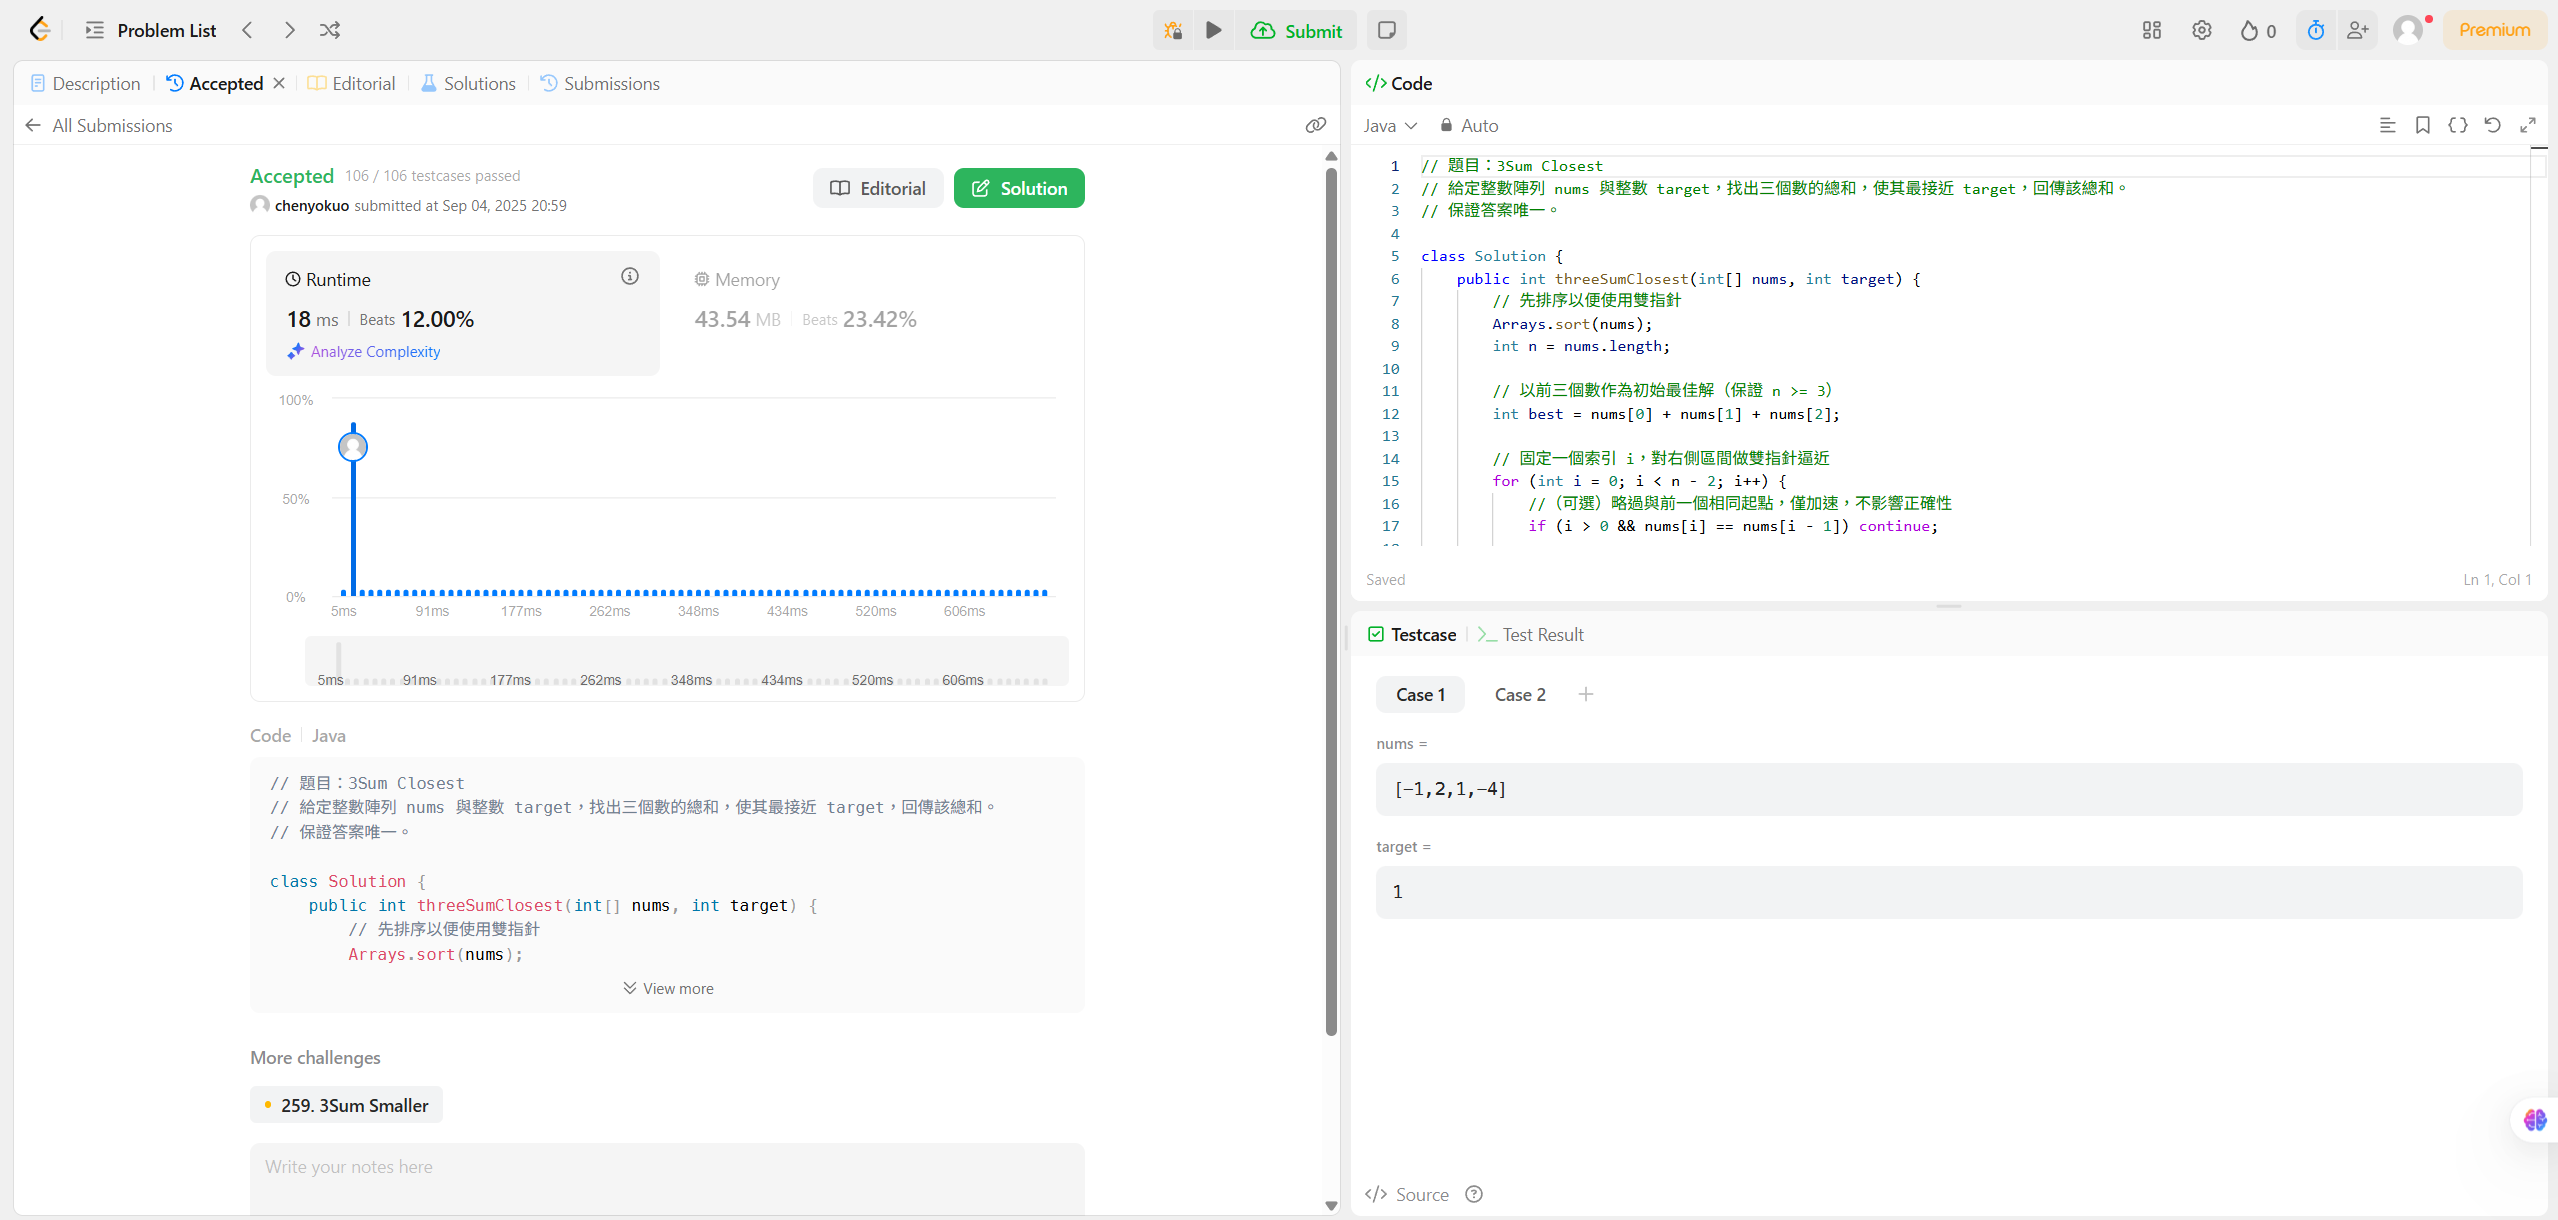 Problem List
Submit
0
Premium
Description
Accepted
Editorial
Solutions
Submissions
All Submissions
Accepted 106 / 106 testcases passed
chenyokuo submitted at Sep 04, 2025 20:59
Editorial
Solution
Runtime
18 ms Beats 12.00%
Analyze Complexity
Memory
43.54 MB Beats 23.42%
100%
50%
0%
5ms 91ms 177ms 262ms 348ms 434ms 520ms 606ms
5ms 91ms 177ms 262ms 348ms 434ms 520ms 606ms
Code Java
// 題目：3Sum Closest
// 給定整數陣列 nums 與整數 target，找出三個數的總和，使其最接近 target，回傳該總和。
// 保證答案唯一。
class Solution {
public int threeSumClosest(int[] nums, int target) {
// 先排序以便使用雙指針
Arrays.sort(nums);
View more
More challenges
259. 3Sum Smaller
Write your notes here
Code
Java
Auto
1 // 題目：3Sum Closest
2 // 給定整數陣列 nums 與整數 target，找出三個數的總和，使其最接近 target，回傳該總和。
3 // 保證答案唯一。
4
5 class Solution {
6 public int threeSumClosest(int[] nums, int target) {
7 // 先排序以便使用雙指針
8 Arrays.sort(nums);
9 int n = nums.length;
10
11 // 以前三個數作為初始最佳解（保證 n >= 3）
12 int best = nums[0] + nums[1] + nums[2];
13
14 // 固定一個索引 i，對右側區間做雙指針逼近
15 for (int i = 0; i < n - 2; i++) {
16 //（可選）略過與前一個相同起點，僅加速，不影響正確性
17 if (i > 0 && nums[i] == nums[i - 1]) continue;
Saved
Ln 1, Col 1
Testcase
Test Result
Case 1
Case 2
nums =
[-1,2,1,-4]
target =
1
Source